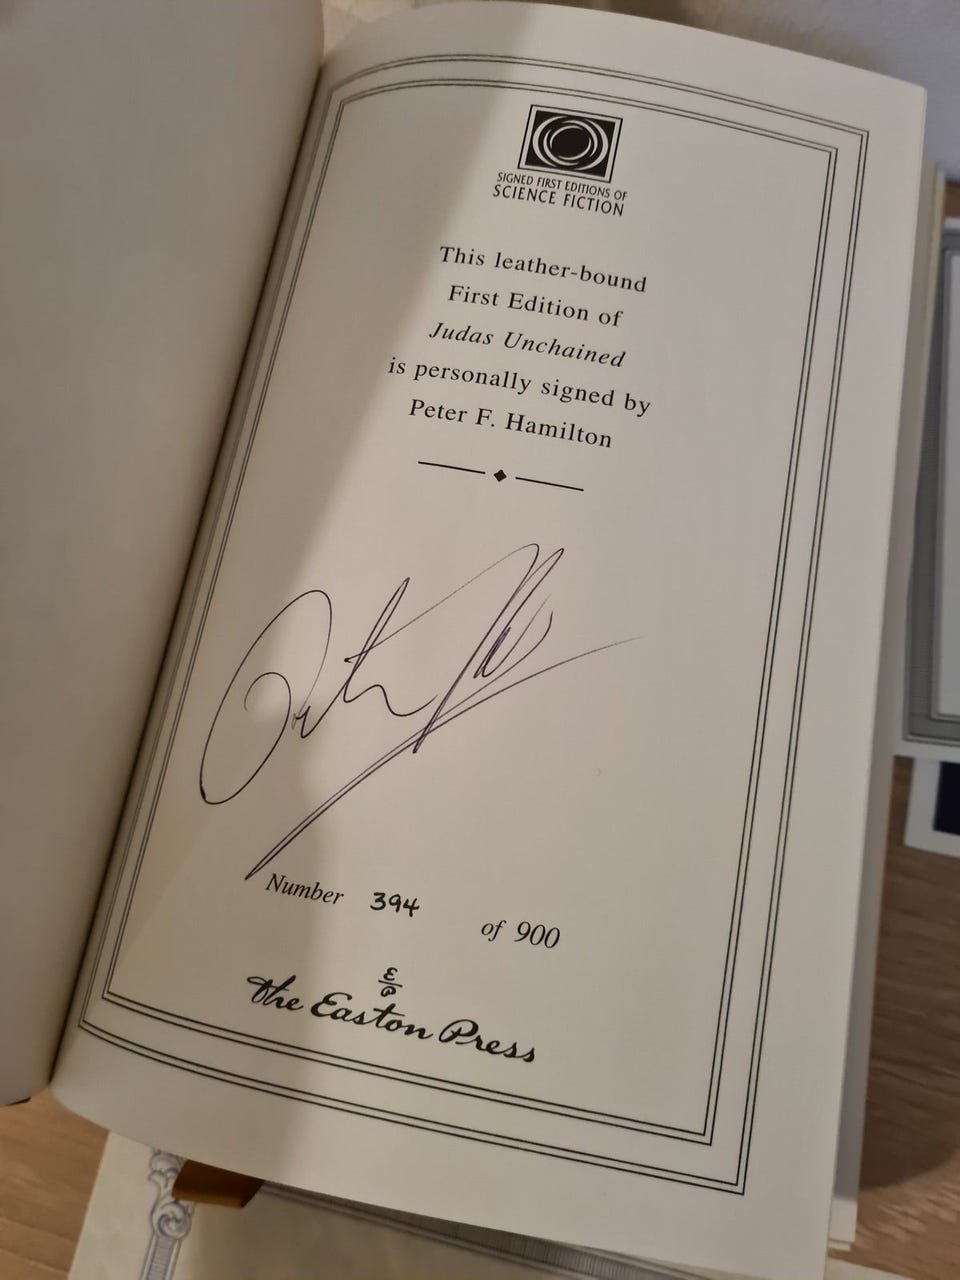 SIGNED FIRST EDITIONS OF
SCIENCE FICTION
This leather-bound
First Edition of
Judas Unchained
is personally signed by
Peter F. Hamilton
Number 394 of 900
EP
The Easton Press